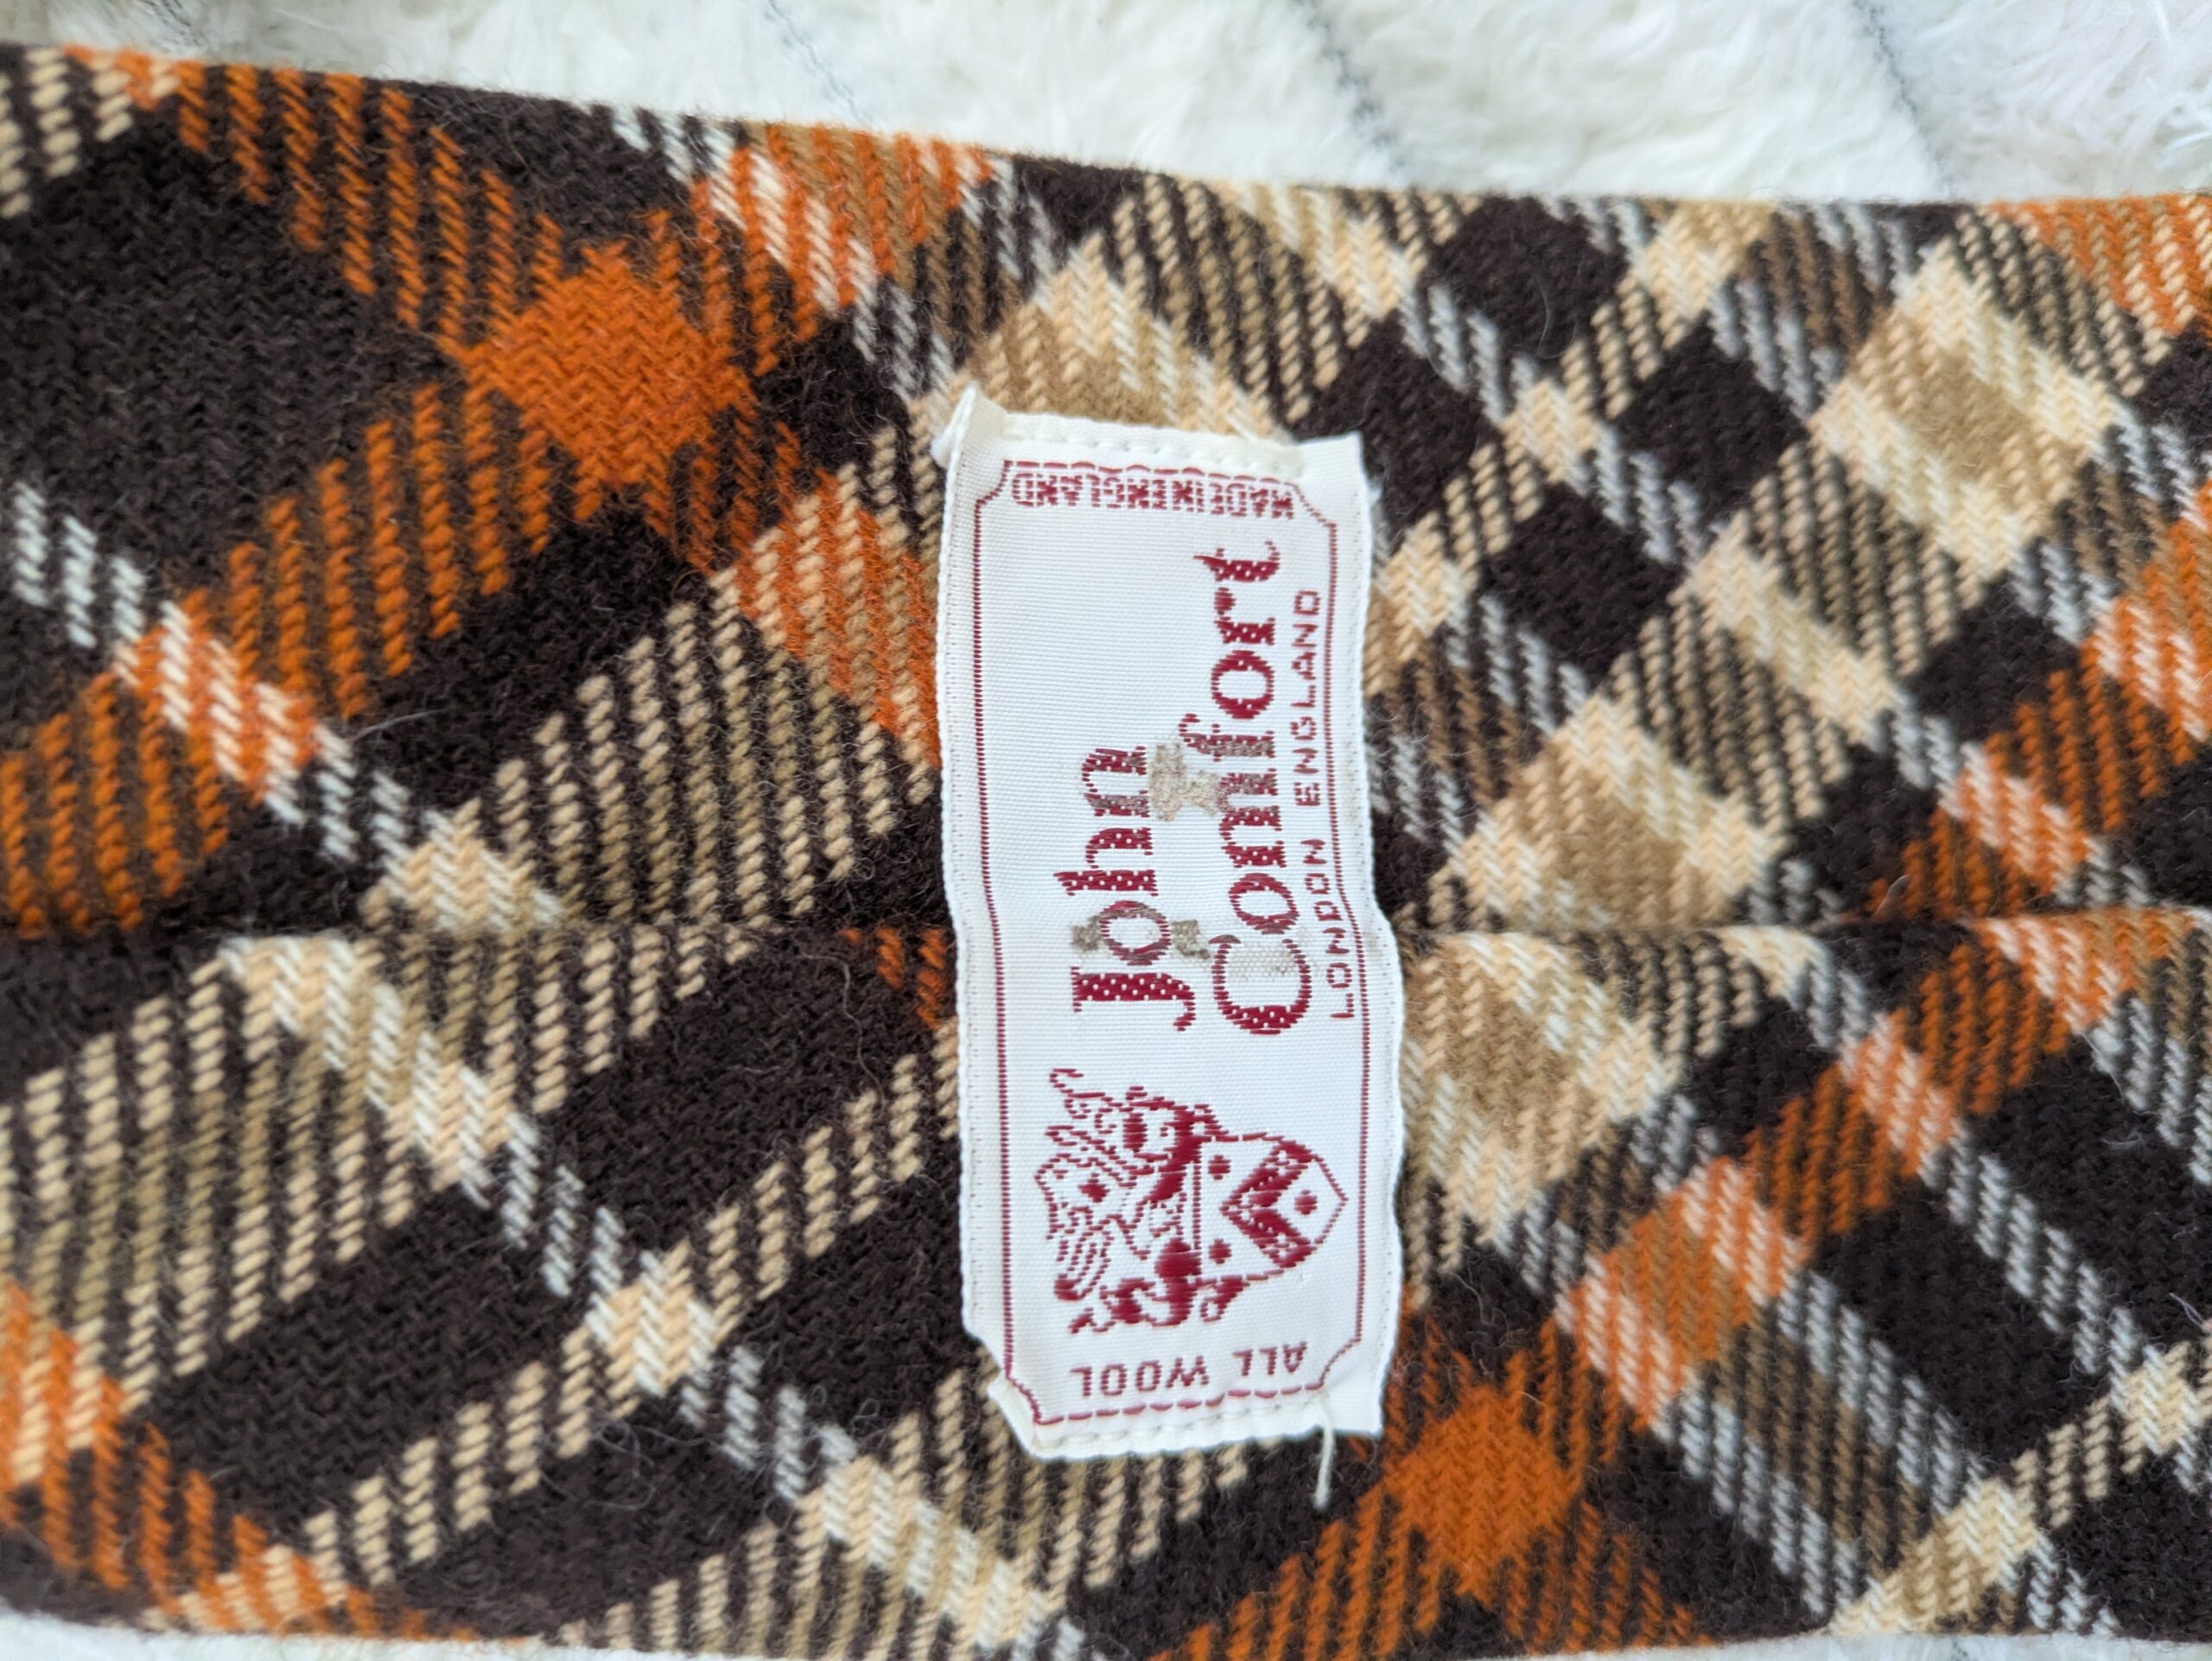 ALL WOOL
John
Comfort
LONDON ENGLAND
MADE IN ENGLAND